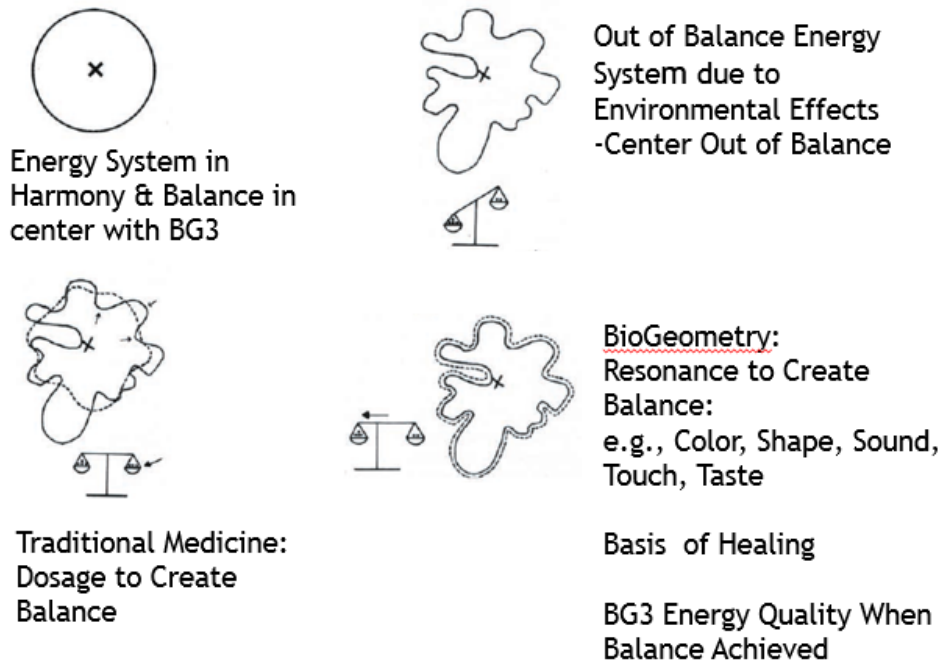 Energy System in
Harmony & Balance in
center with BG3
Out of Balance Energy
System due to
Environmental Effects
-Center Out of Balance
Traditional Medicine:
Dosage to Create
Balance
BioGeometry:
Resonance to Create
Balance:
e.g., Color, Shape, Sound,
Touch, Taste
Basis of Healing
BG3 Energy Quality When
Balance Achieved